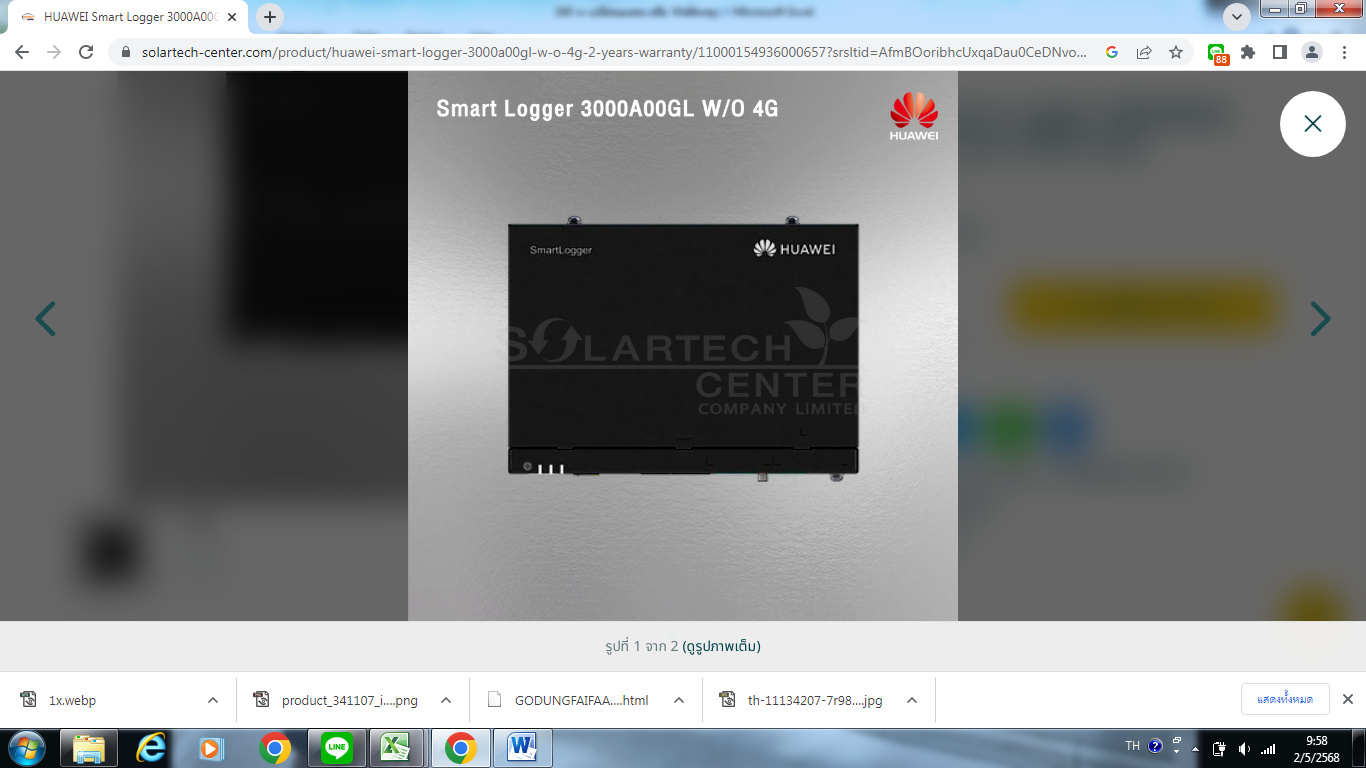 HUAWEI Smart Logger 3000A00G
solartech-center.com/product/huawei-smart-logger-3000a00gl-w-o-4g-2-years-warranty/11000154936000657?srsltid=AfmBOoribhcUxqaDau0CeDNvo...
88
Smart Logger 3000A00GL W/O 4G
HUAWEI
SmartLogger
HUAWEI
SOLARTECH
CENTER
COMPANY LIMITED
รูปที่ 1 จาก 2 (ดูรูปภาพเต็ม)
1x.webp
product_341107_i....png
GODUNGFAIFAA....html
th-11134207-7r98....jpg
แสดงทั้งหมด
LINE
TH
9:58
2/5/2568